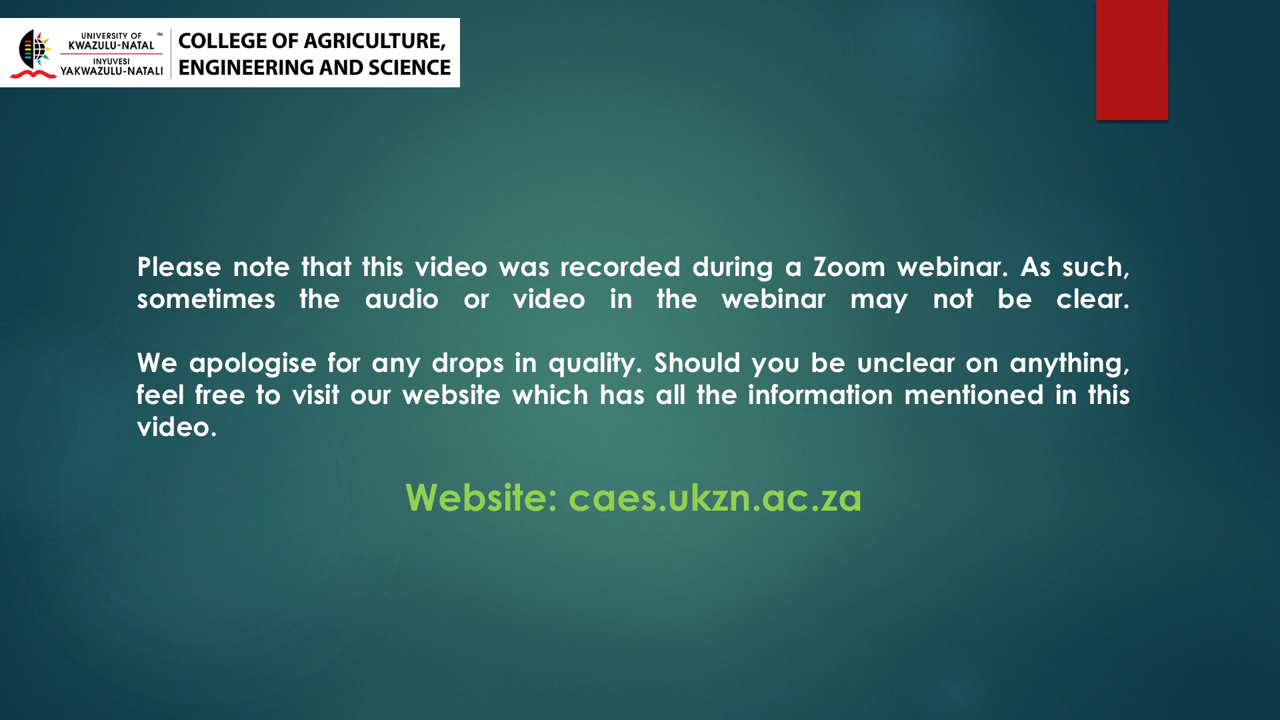 UNIVERSITY OF
KWAZULU-NATAL ™
INYUVESI
YAKWAZULU-NATALI
COLLEGE OF AGRICULTURE,
ENGINEERING AND SCIENCE
Please note that this video was recorded during a Zoom webinar. As such,
sometimes the audio or video in the webinar may not be clear.
We apologise for any drops in quality. Should you be unclear on anything,
feel free to visit our website which has all the information mentioned in this
video.
Website: caes.ukzn.ac.za